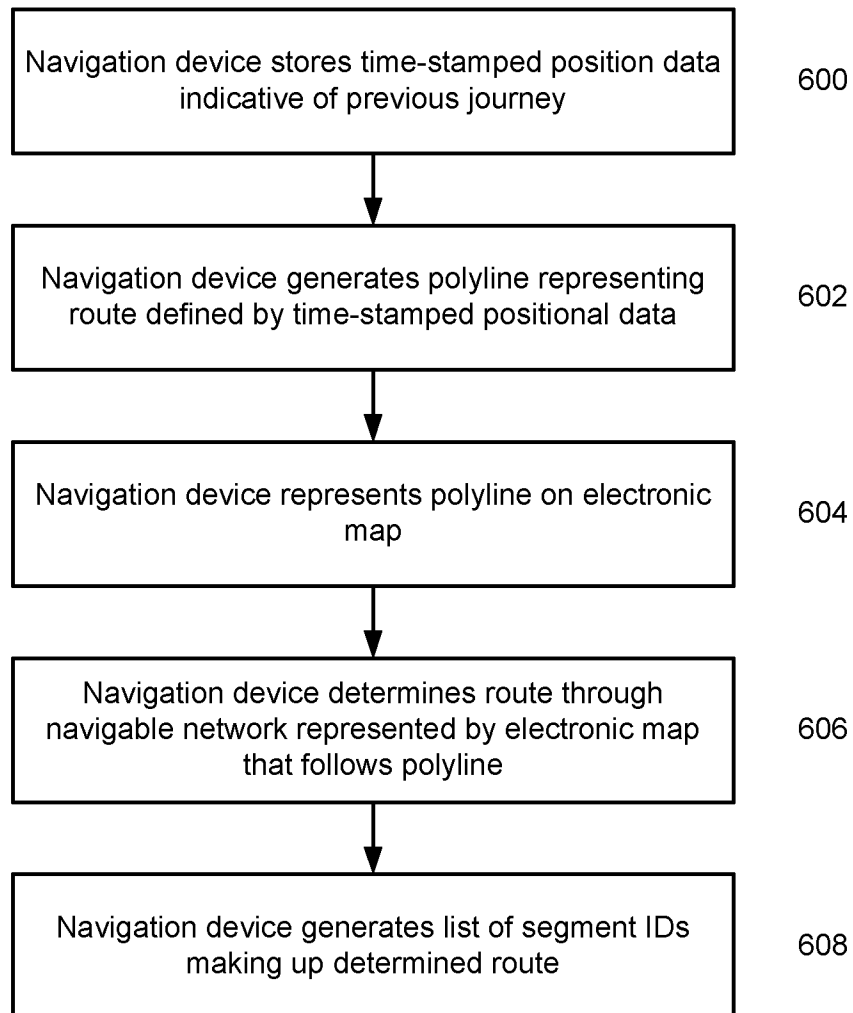 Navigation device stores time-stamped position data
indicative of previous journey
600
Navigation device generates polyline representing
route defined by time-stamped positional data
602
Navigation device represents polyline on electronic
map
604
Navigation device determines route through
navigable network represented by electronic map
that follows polyline
606
Navigation device generates list of segment IDs
making up determined route
608